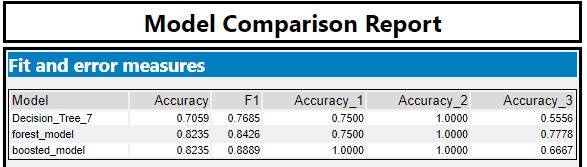 Model Comparison Report
Fit and error measures
Model Accuracy F1 Accuracy_1 Accuracy_2 Accuracy_3
Decision_Tree_7 0.7059 0.7685 0.7500 1.0000 0.5556
forest_model 0.8235 0.8426 0.7500 1.0000 0.7778
boosted_model 0.8235 0.8889 1.0000 1.0000 0.6667